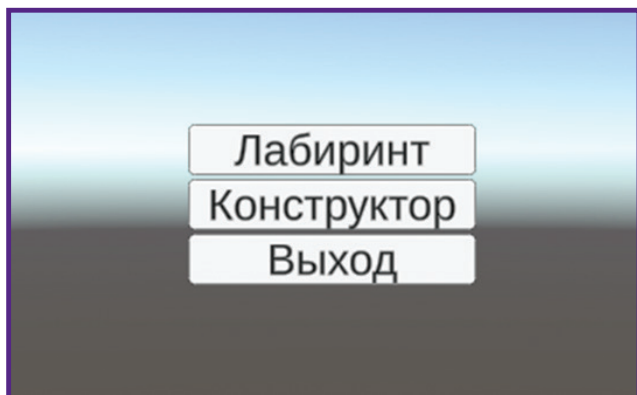 Лабиринт
Конструктор
Выход